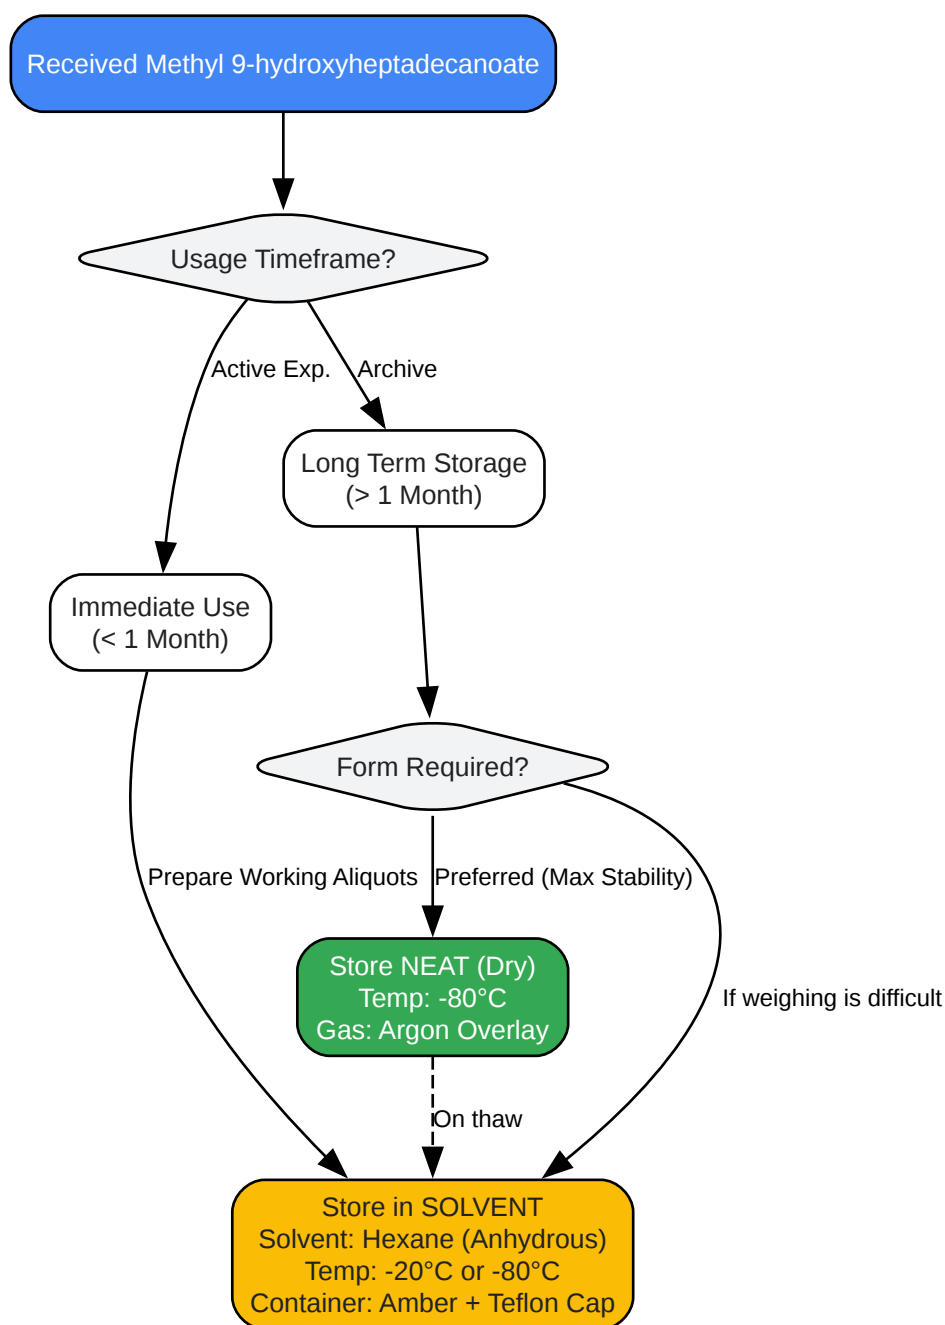 Received Methyl 9-hydroxyheptadecanoate
Usage Timeframe?
Active Exp.
Archive
Long Term Storage
(> 1 Month)
Immediate Use
(< 1 Month)
Form Required?
Prepare Working Aliquots
Preferred (Max Stability)
Store NEAT (Dry)
Temp: -80°C
Gas: Argon Overlay
If weighing is difficult
On thaw
Store in SOLVENT
Solvent: Hexane (Anhydrous)
Temp: -20°C or -80°C
Container: Amber + Teflon Cap